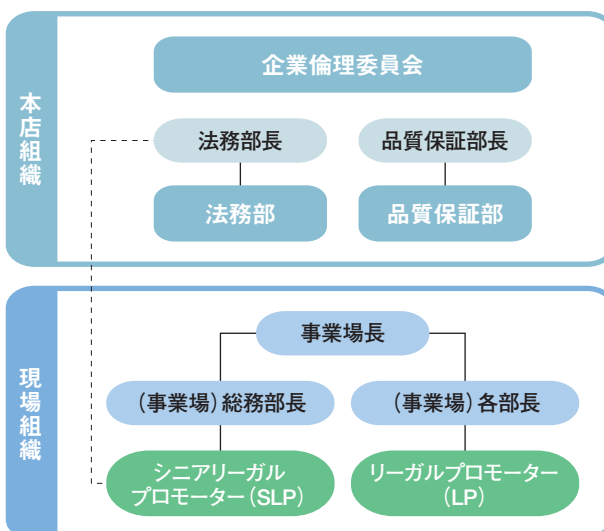 本店組織
企業倫理委員会
法務部長
品質保証部長
法務部
品質保証部
現場組織
事業場長
（事業場）総務部長
（事業場）各部長
シニアリーガル
プロモーター（SLP）
リーガルプロモーター
（LP）